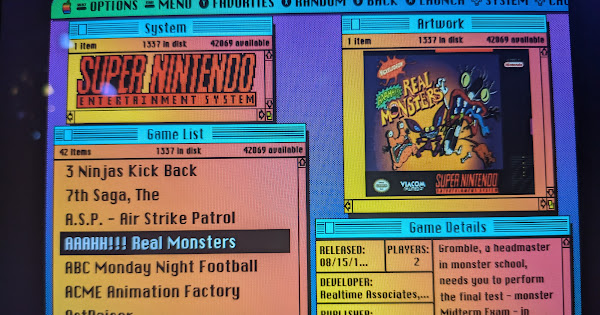 OPTIONS MENU FAVORITES RANDOM BACK LAUNCH SYSTEM
System
1 item 1337 in disk 42069 available
SUPER NINTENDO
ENTERTAINMENT SYSTEM
Artwork
1 item 1337 in disk 42069 available
Nickelodeon
Nintendo
REAL
MONSTERS
VIACOM
SUPER NINTENDO
ENTERTAINMENT SYSTEM
Game List
42 items 1337 in disk 42069 available
3 Ninjas Kick Back
7th Saga, The
A.S.P. - Air Strike Patrol
AAAHH!!! Real Monsters
ABC Monday Night Football
ACME Animation Factory
ActRaiser
Game Details
RELEASED:
08/15/1...
PLAYERS:
2
DEVELOPER:
Realtime Associates,...
PUBLISHER:
Gromble, a headmaster
in monster school,
needs you to perform
the final test - monster
Midterm Exam - in